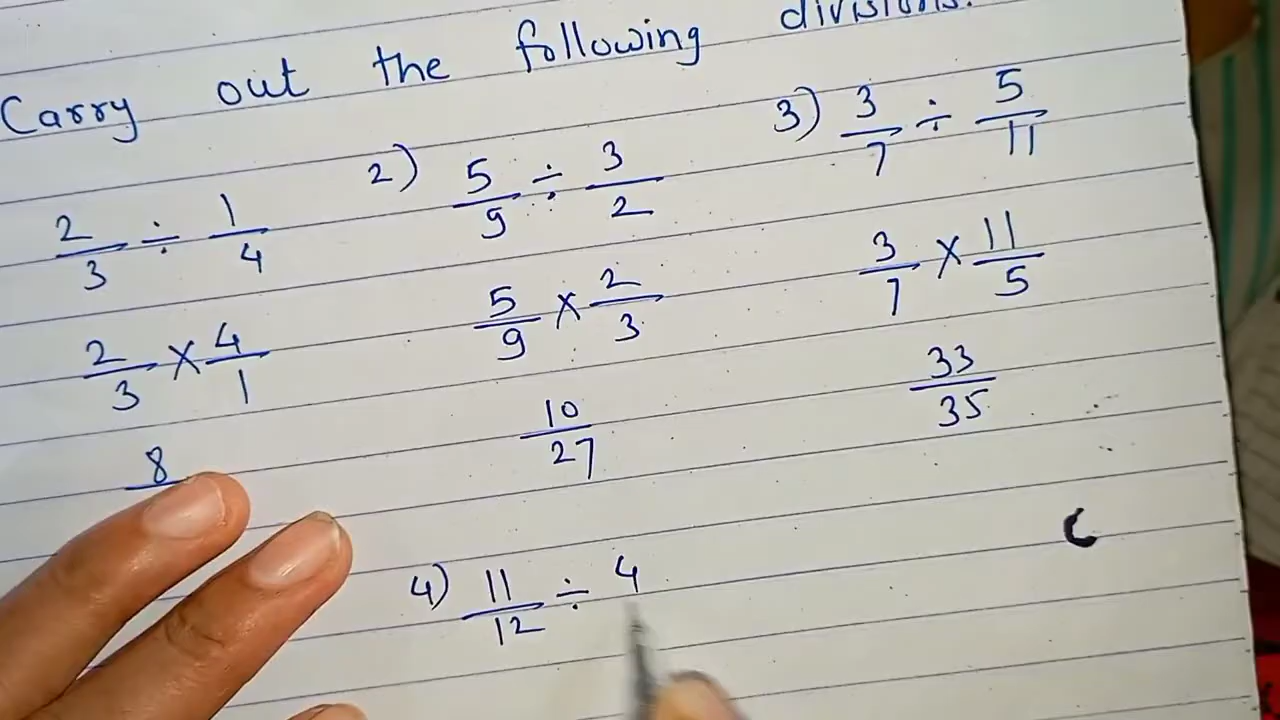 Carry out the following divisions.
2/3 ÷ 1/4
2/3 × 4/1
8
2) 5/9 ÷ 3/2
5/9 × 2/3
10/27
3) 3/7 ÷ 5/11
3/7 × 11/5
33/35
4) 11/12 ÷ 4